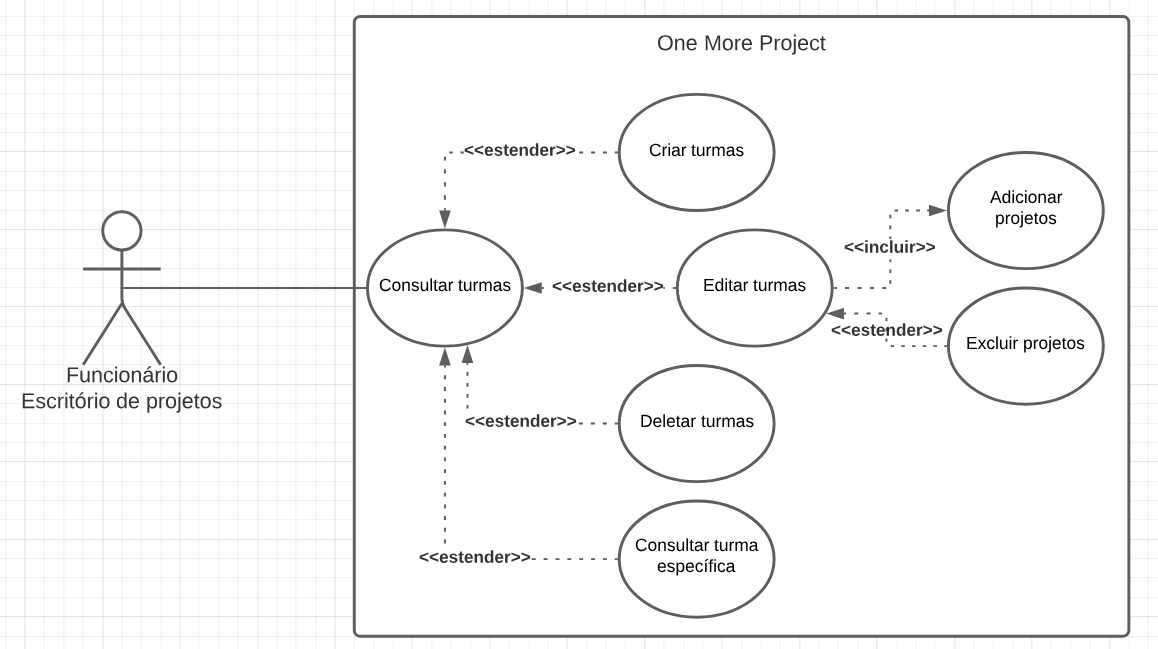 One More Project
<<estender>>
Criar turmas
Adicionar
projetos
<<incluir>>
Consultar turmas
<<estender>>
Editar turmas
<<estender>>
Excluir projetos
Funcionário
Escritório de projetos
<<estender>>
Deletar turmas
<<estender>>
Consultar turma
específica